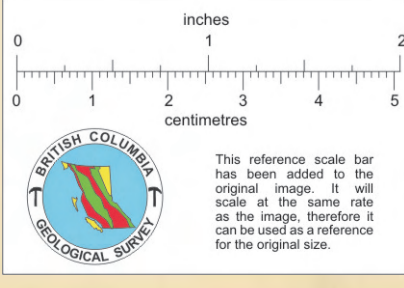 inches
0 1 2
0 1 2 3 4 5
centimetres
BRITISH COLUMBIA
GEOLOGICAL SURVEY
This reference scale bar
has been added to the
original image. It will
scale at the same rate
as the image, therefore it
can be used as a reference
for the original size.